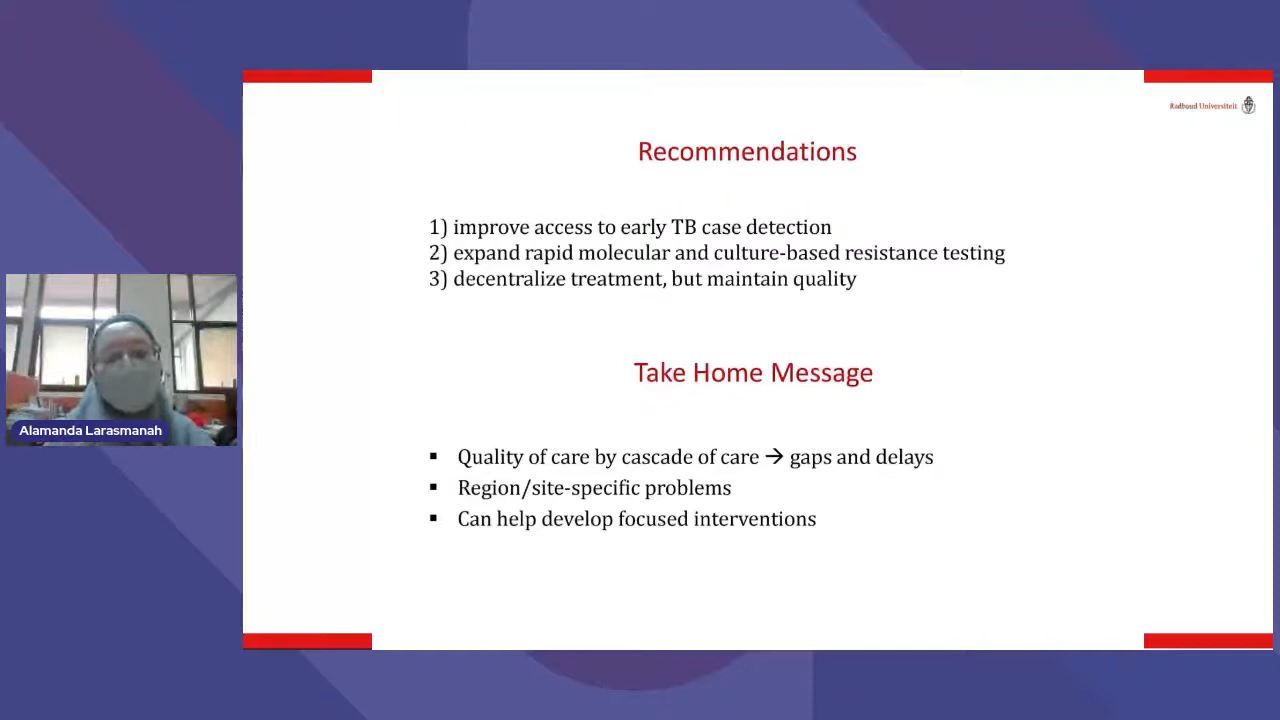 Radboud Universiteit
Recommendations
1) improve access to early TB case detection
2) expand rapid molecular and culture-based resistance testing
3) decentralize treatment, but maintain quality
Take Home Message
▪ Quality of care by cascade of care → gaps and delays
▪ Region/site-specific problems
▪ Can help develop focused interventions
Alamanda Larasmanah